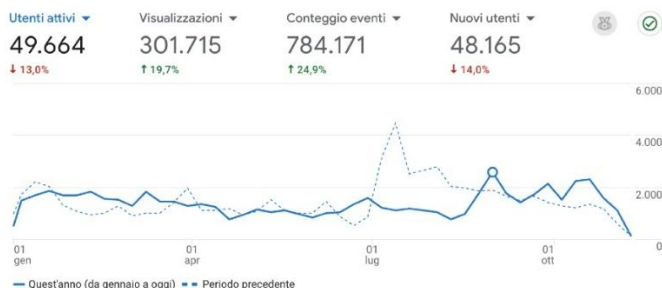 Utenti attivi Visualizzazioni Conteggio eventi Nuovi utenti
49.664 301.715 784.171 48.165
↓ 13,0% ↑ 19,7% ↑ 24,9% ↓ 14,0%
6.000
4.000
2.000
0
01 01 01 01
gen apr lug ott
Quest'anno (da gennaio a oggi) Periodo precedente